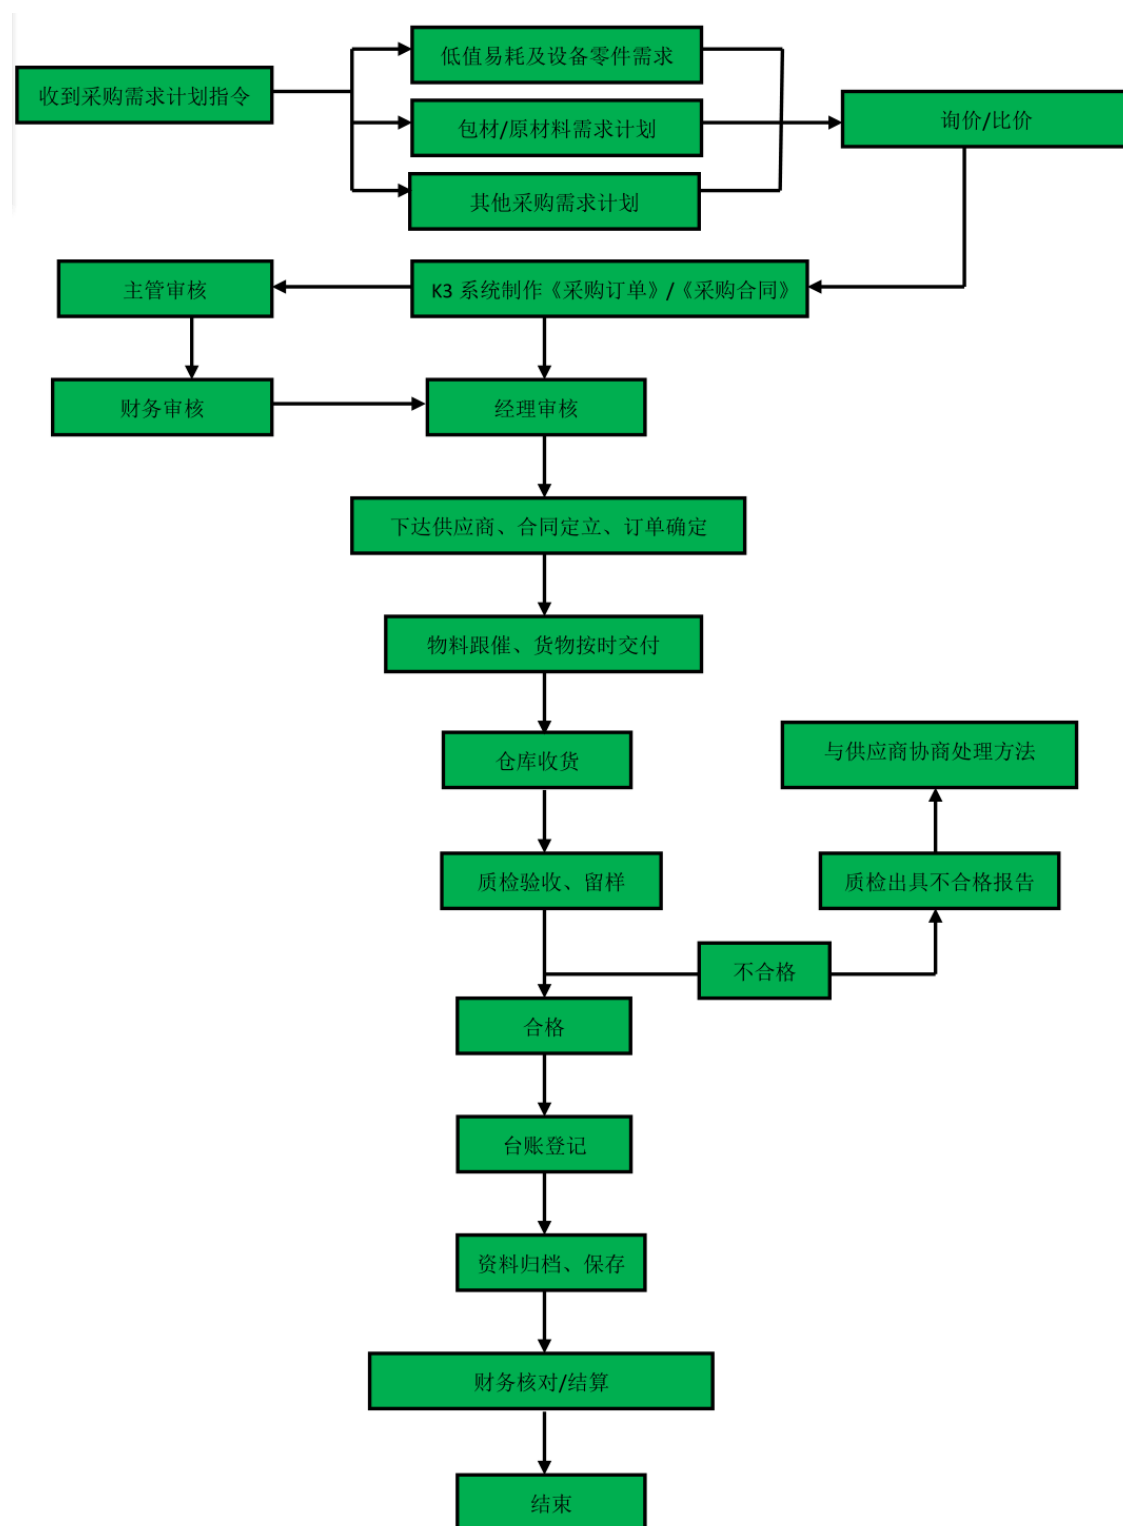 收到采购需求计划指令
低值易耗及设备零件需求
包材/原材料需求计划
其他采购需求计划
询价/比价
K3 系统制作《采购订单》/《采购合同》
主管审核
财务审核
经理审核
下达供应商、合同定立、订单确定
物料跟催、货物按时交付
仓库收货
质检验收、留样
不合格
质检出具不合格报告
与供应商协商处理方法
合格
台账登记
资料归档、保存
财务核对/结算
结束